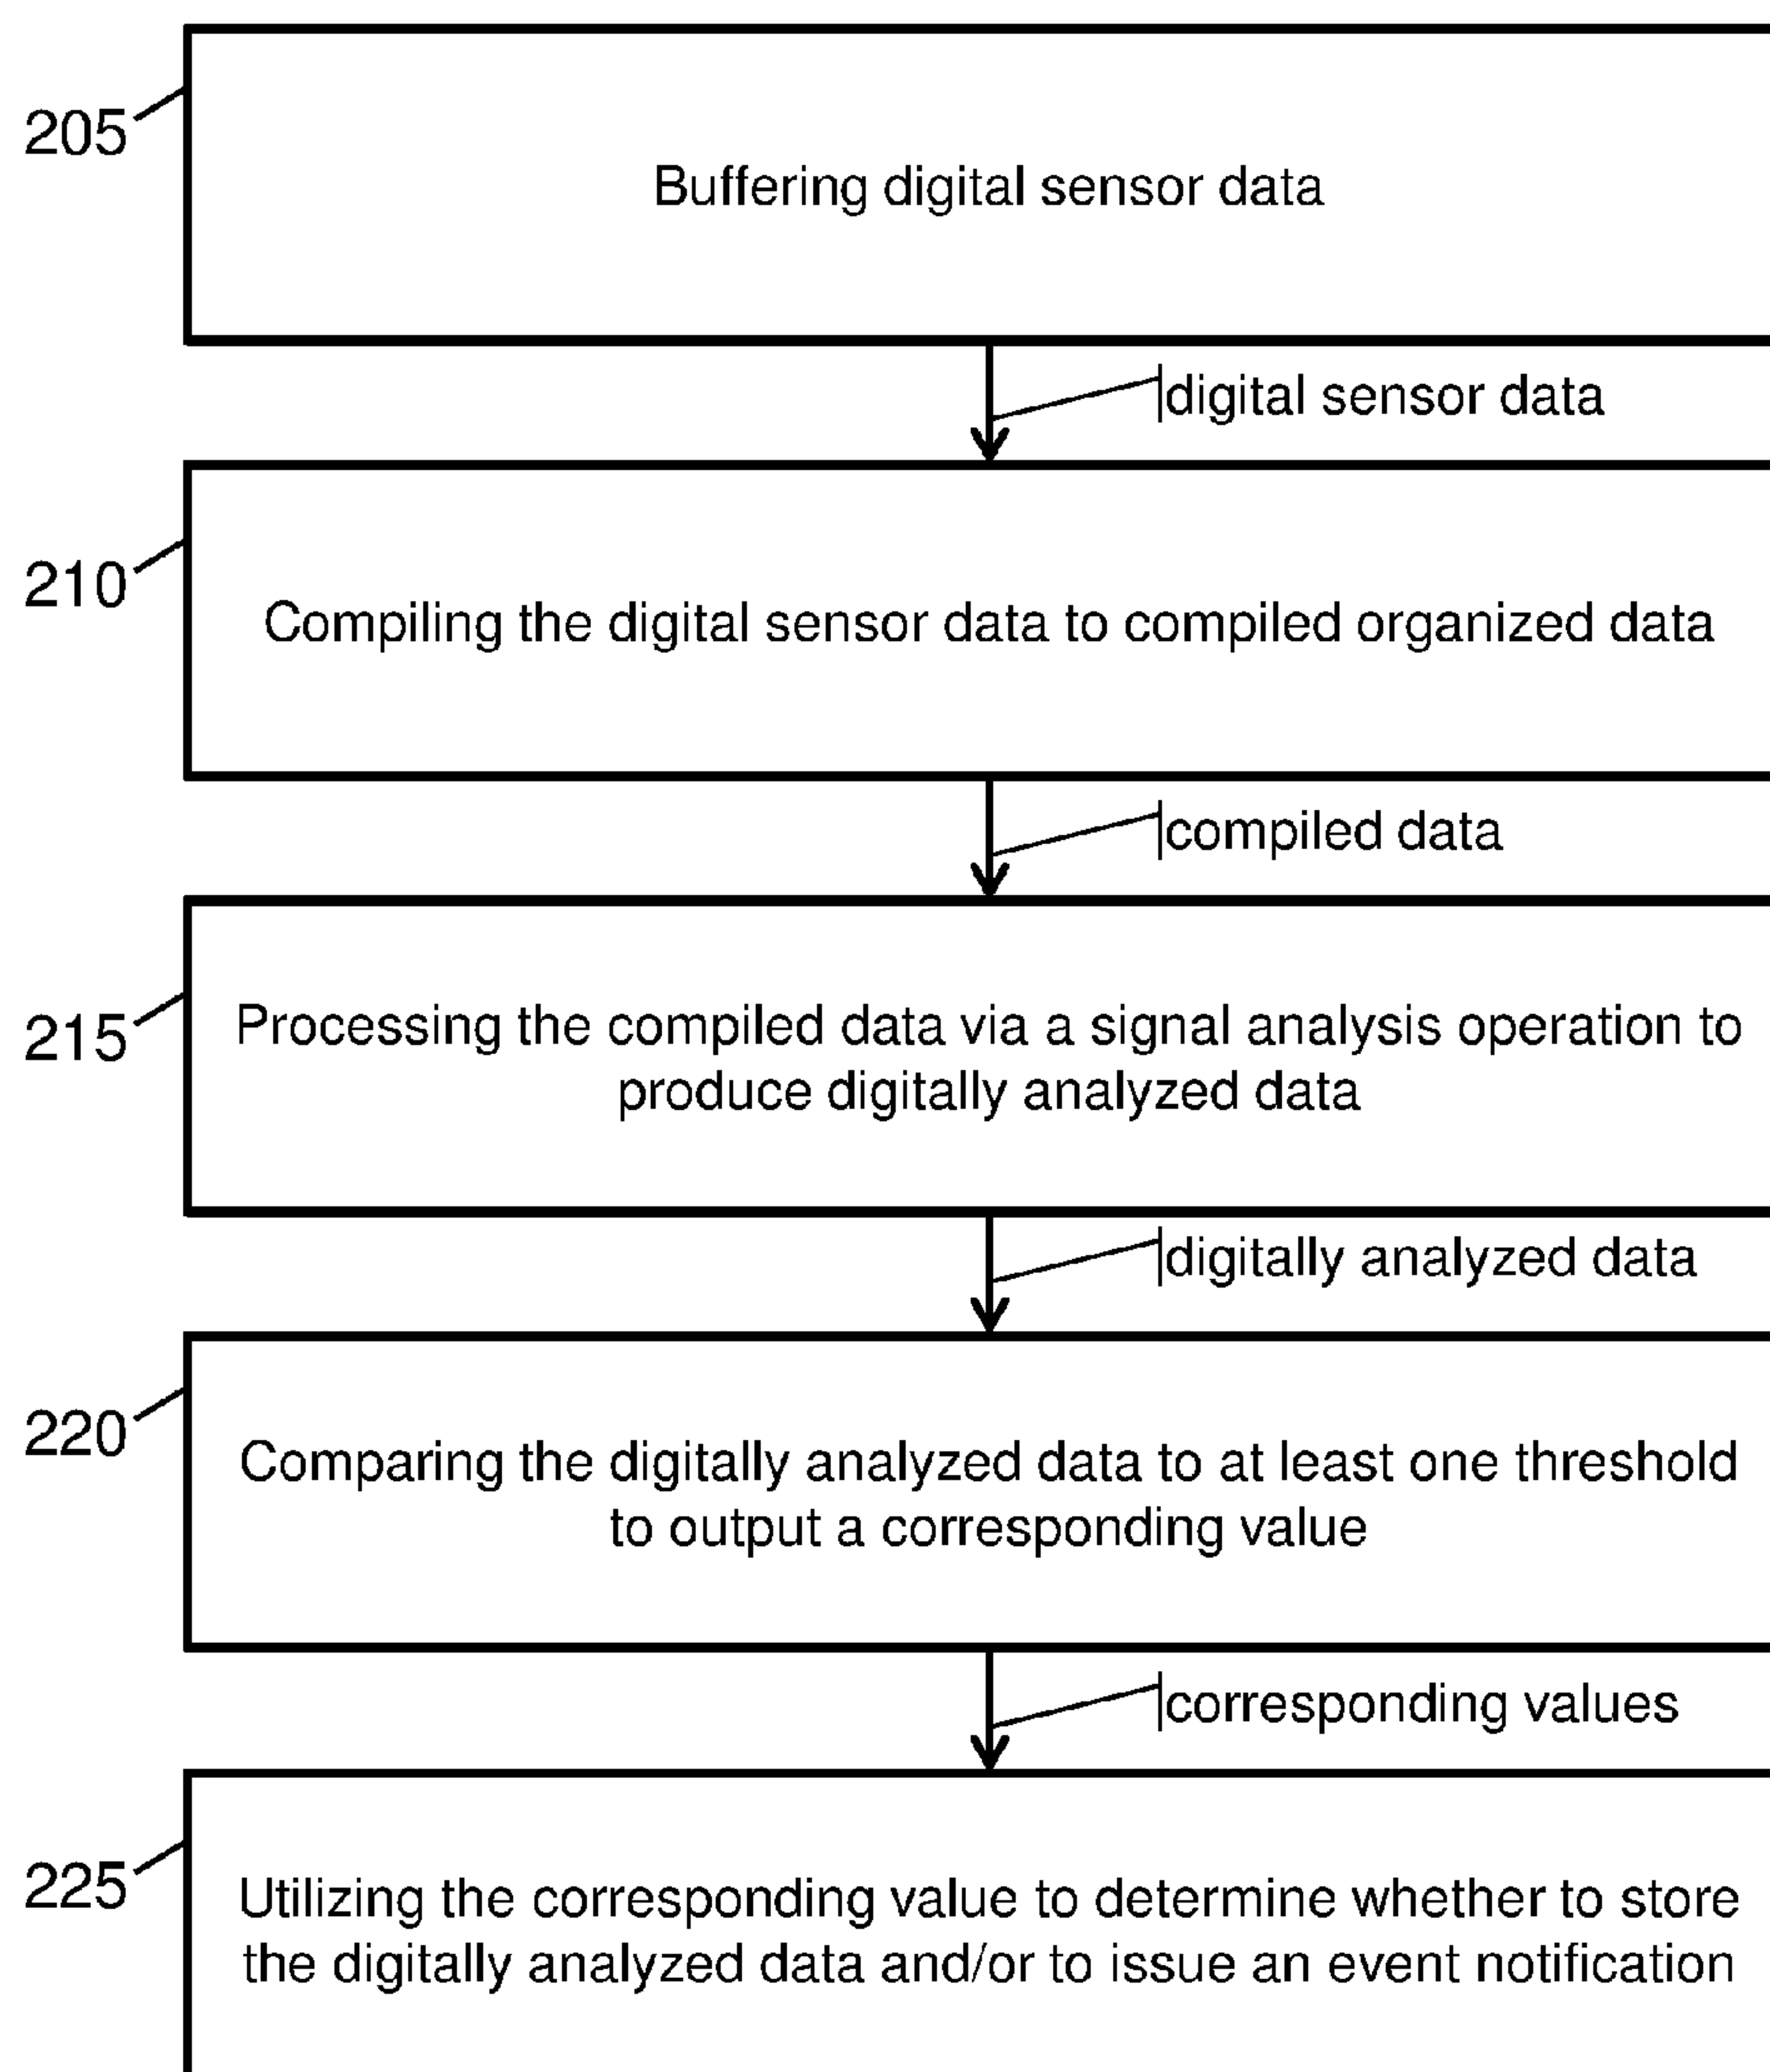 205
Buffering digital sensor data
digital sensor data
210
Compiling the digital sensor data to compiled organized data
compiled data
215
Processing the compiled data via a signal analysis operation to
produce digitally analyzed data
digitally analyzed data
220
Comparing the digitally analyzed data to at least one threshold
to output a corresponding value
corresponding values
225
Utilizing the corresponding value to determine whether to store
the digitally analyzed data and/or to issue an event notification